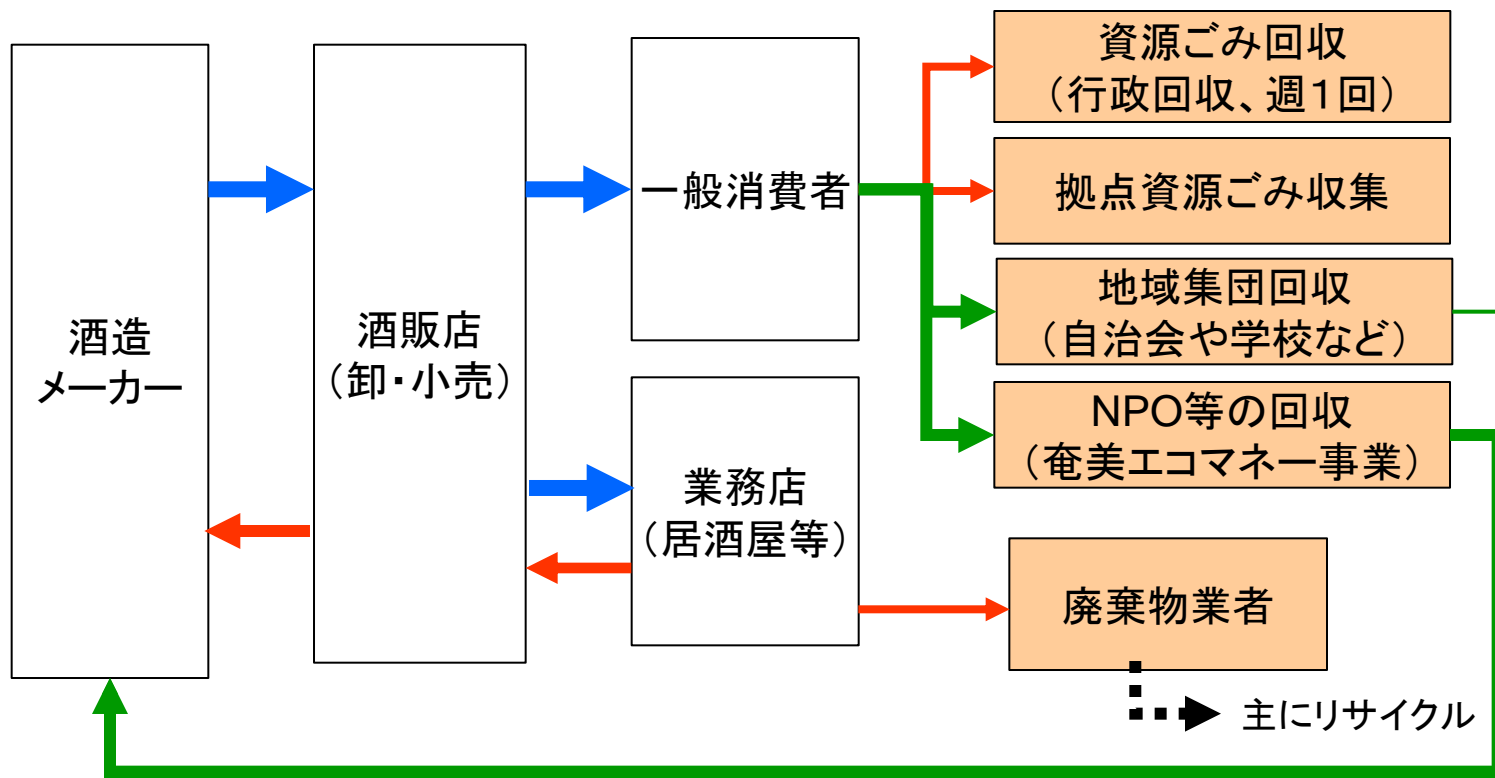 酒造
メーカー
酒販店
（卸・小売）
一般消費者
業務店
（居酒屋等）
資源ごみ回収
（行政回収、週１回）
拠点資源ごみ収集
地域集団回収
（自治会や学校など）
NPO等の回収
（奄美エコマネー事業）
廃棄物業者
主にリサイクル